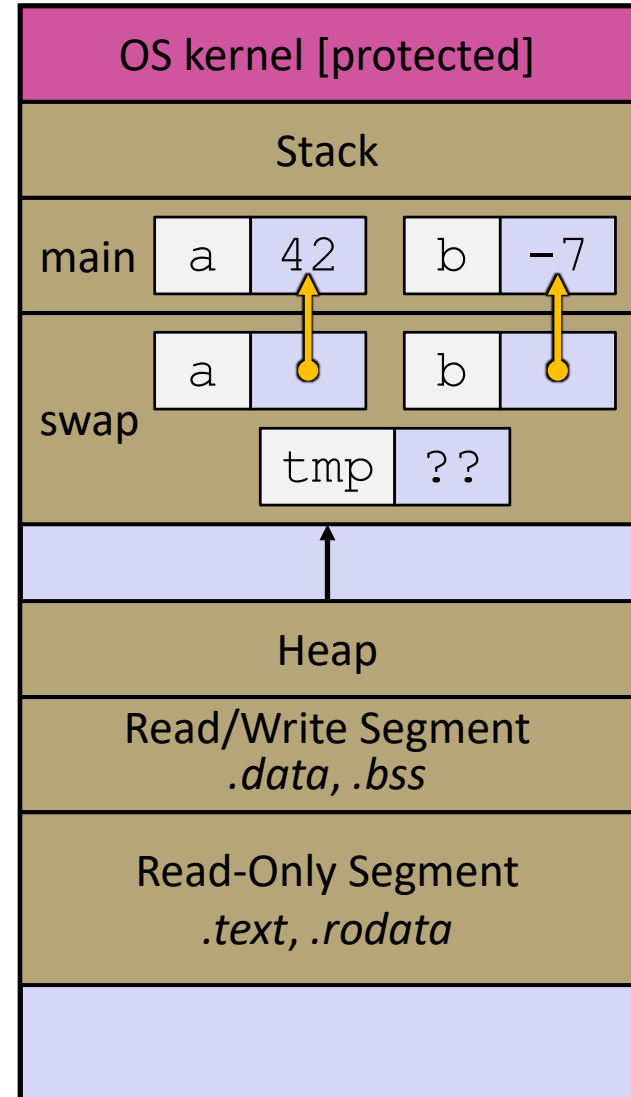 OS kernel [protected]
Stack
main a 42 b -7
a b
swap
tmp ??
Heap
Read/Write Segment
.data, .bss
Read-Only Segment
.text, .rodata